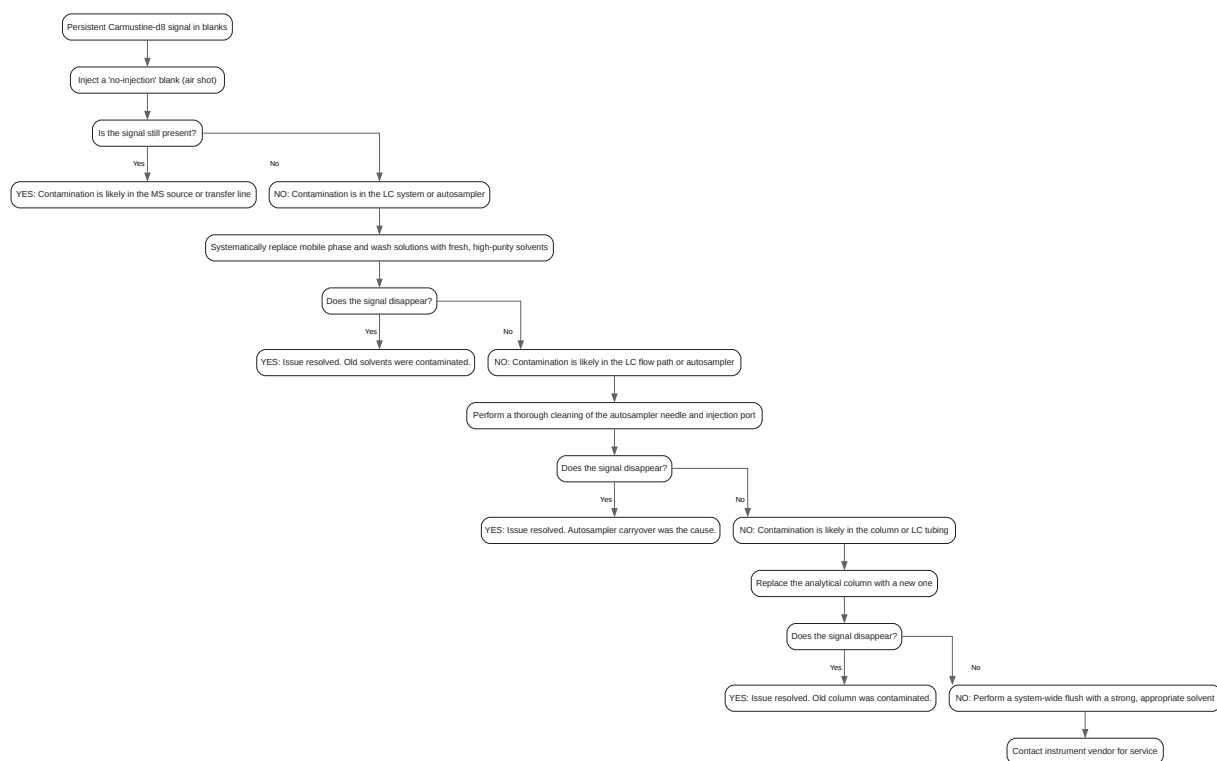 Persistent Carmustine-d8 signal in blanks
Inject a 'no-injection' blank (air shot)
Is the signal still present?
Yes
No
YES: Contamination is likely in the MS source or transfer line
NO: Contamination is in the LC system or autosampler
Systematically replace mobile phase and wash solutions with fresh, high-purity solvents
Does the signal disappear?
Yes
No
YES: Issue resolved. Old solvents were contaminated.
NO: Contamination is likely in the LC flow path or autosampler
Perform a thorough cleaning of the autosampler needle and injection port
Does the signal disappear?
Yes
No
YES: Issue resolved. Autosampler carryover was the cause.
NO: Contamination is likely in the column or LC tubing
Replace the analytical column with a new one
Does the signal disappear?
Yes
No
YES: Issue resolved. Old column was contaminated.
NO: Perform a system-wide flush with a strong, appropriate solvent
Contact instrument vendor for service